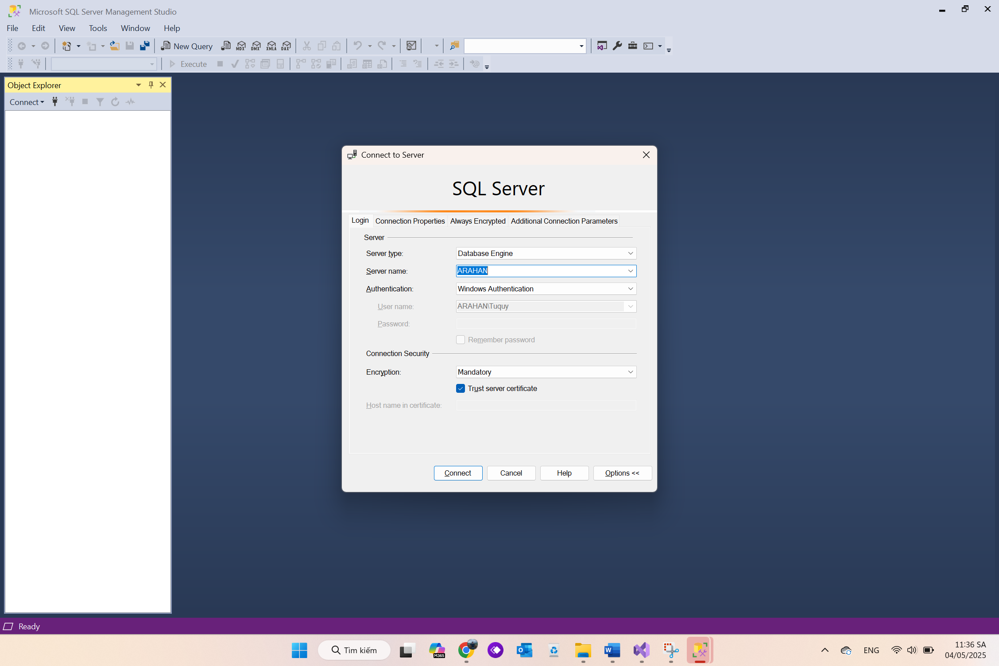 Microsoft SQL Server Management Studio
File Edit View Tools Window Help
New Query MDX DMX XMLA DAX
Execute
Object Explorer
Connect
Connect to Server
SQL Server
Login Connection Properties Always Encrypted Additional Connection Parameters
Server
Server type: Database Engine
Server name: ARAHAN
Authentication: Windows Authentication
User name: ARAHAN\Tuquy
Password:
Remember password
Connection Security
Encryption: Mandatory
Trust server certificate
Host name in certificate:
Connect Cancel Help Options <<
Ready
Tìm kiếm M365 ENG 11:36 SA
04/05/2025